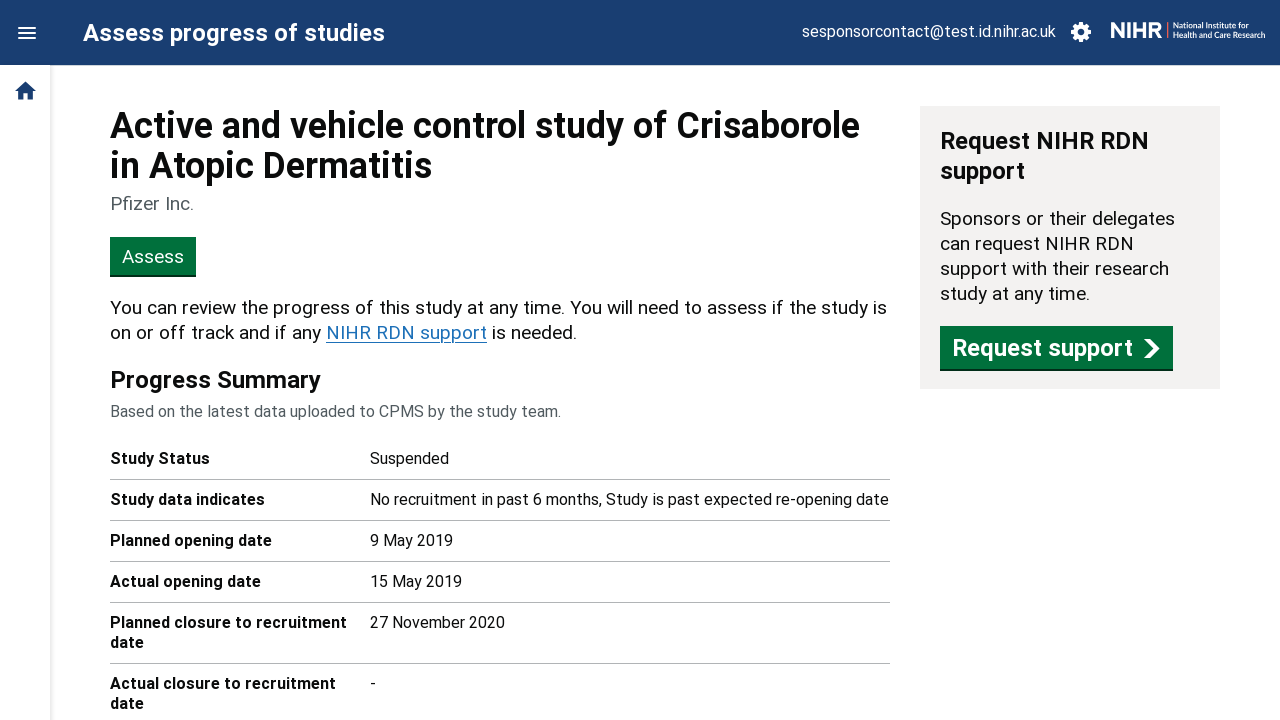 Assess progress of studies
sesponsorcontact@test.id.nihr.ac.uk
NIHR | National Institute for
Health and Care Research
Active and vehicle control study of Crisaborole
in Atopic Dermatitis
Pfizer Inc.
Assess
You can review the progress of this study at any time. You will need to assess if the study is
on or off track and if any NIHR RDN support is needed.
Progress Summary
Based on the latest data uploaded to CPMS by the study team.
Study Status Suspended
Study data indicates No recruitment in past 6 months, Study is past expected re-opening date
Planned opening date 9 May 2019
Actual opening date 15 May 2019
Planned closure to recruitment 27 November 2020
date
Actual closure to recruitment -
date
Request NIHR RDN
support
Sponsors or their delegates
can request NIHR RDN
support with their research
study at any time.
Request support